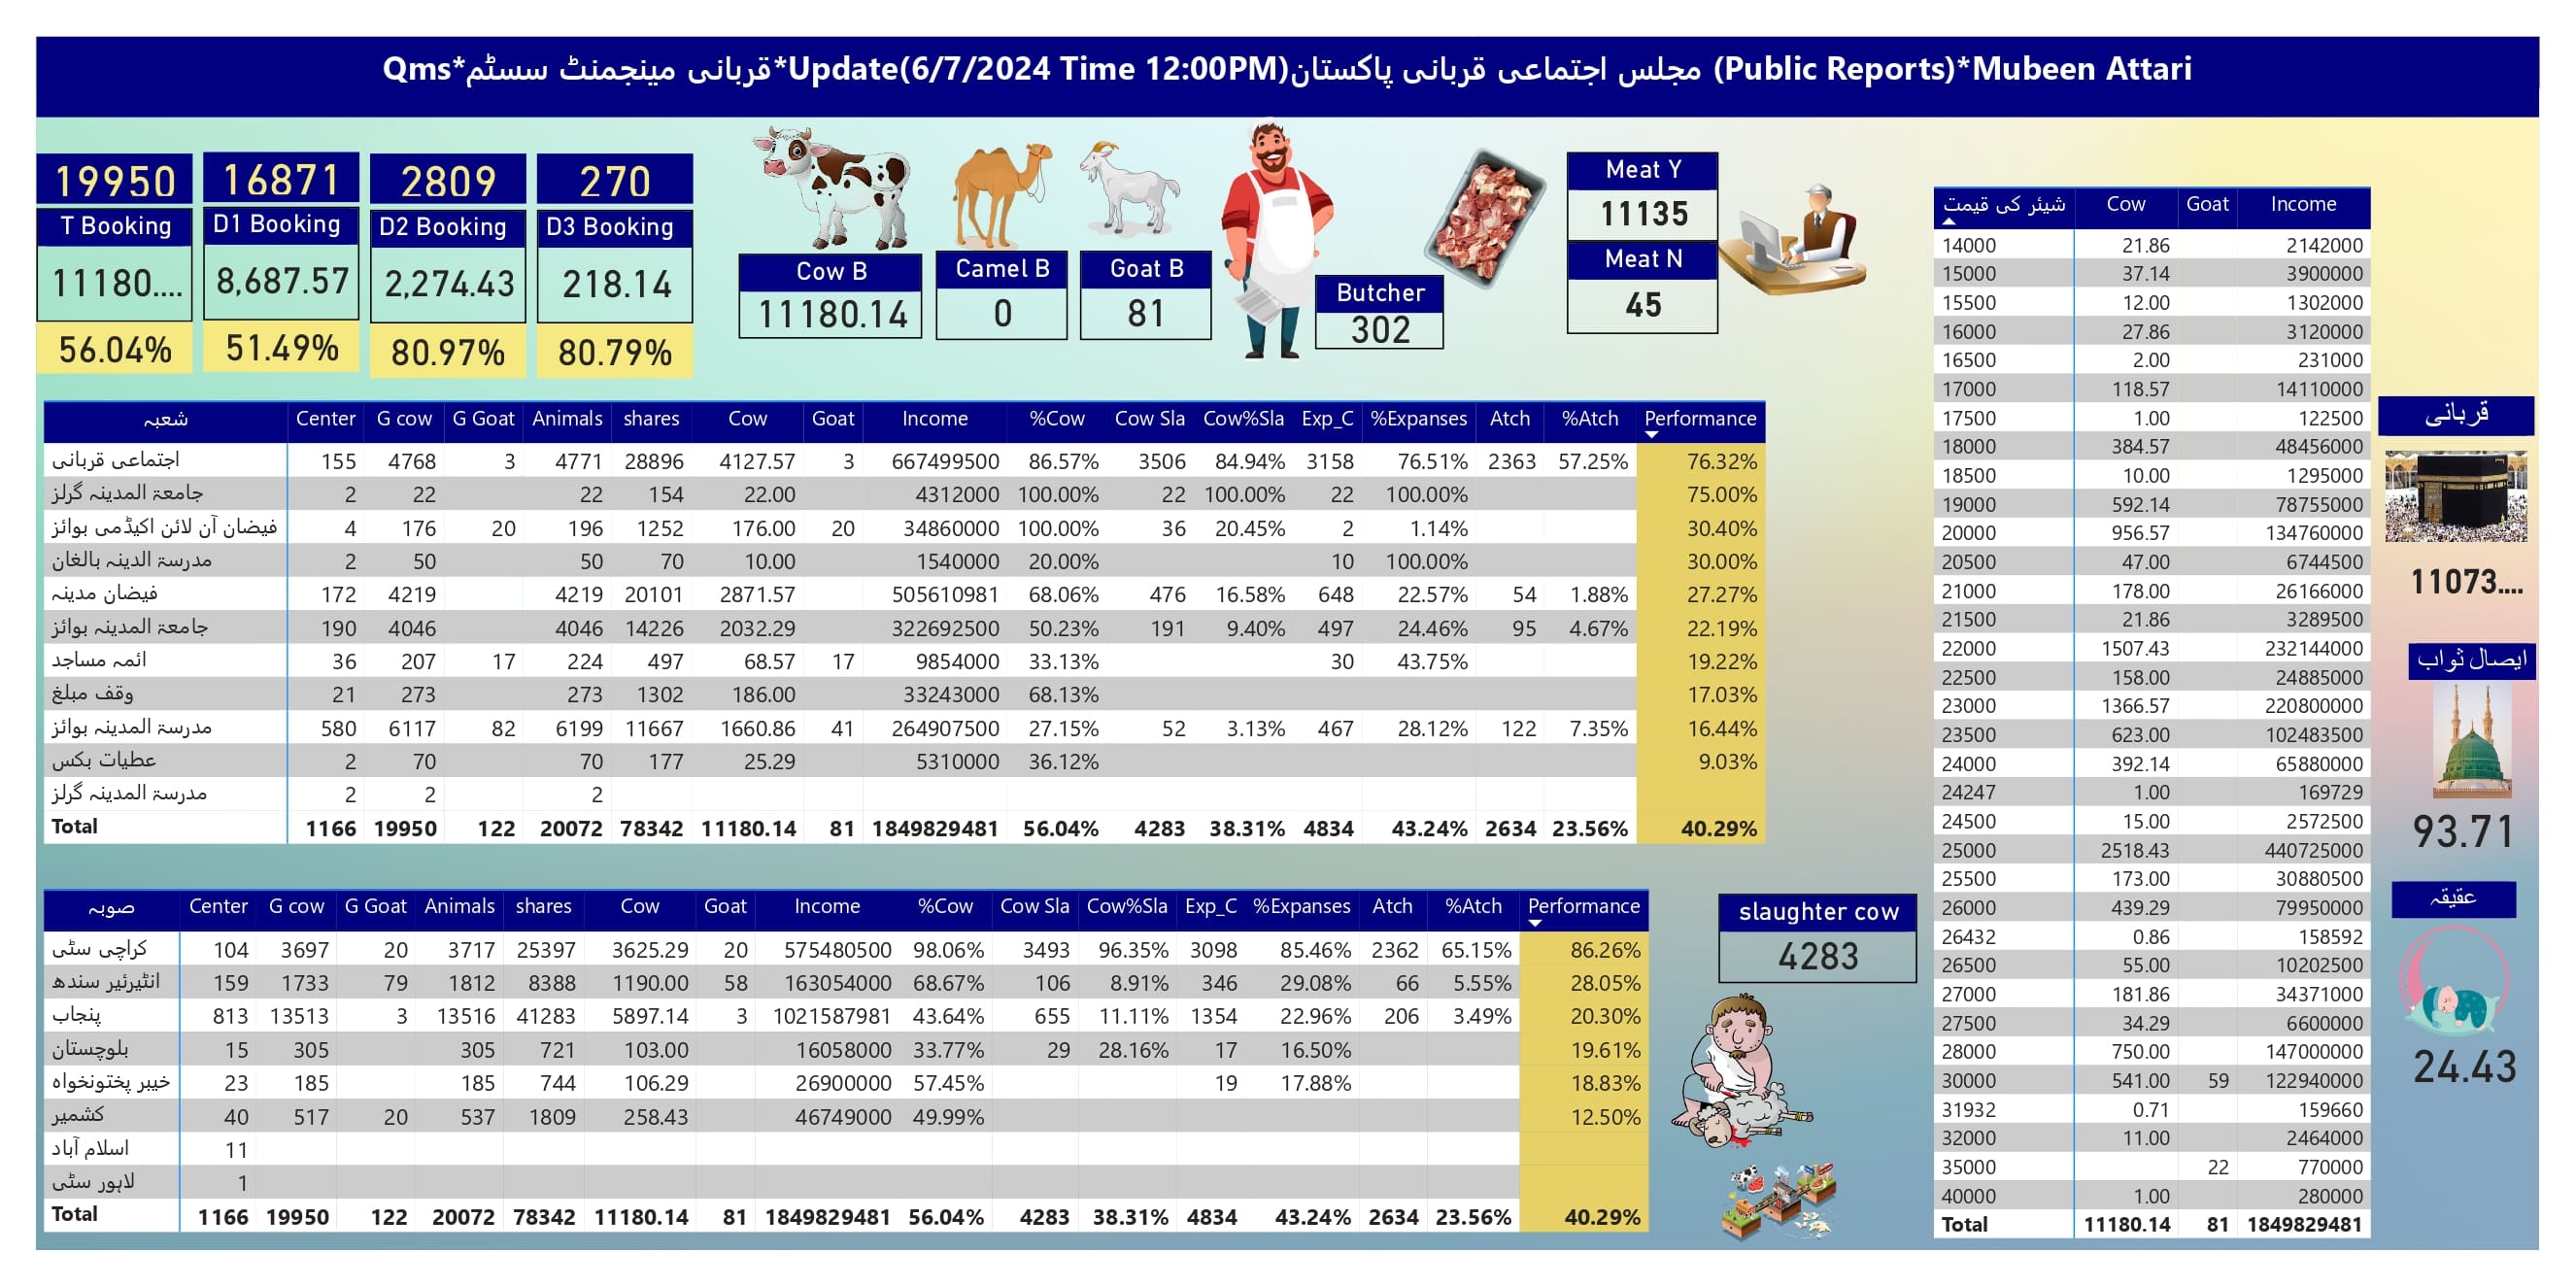 Qms*قربانی مینجمنٹ سسٹم*Update(6/7/2024 Time 12:00PM)مجلس اجتماعی قربانی پاکستان (Public Reports)*Mubeen Attari
19950 16871 2809 270
T Booking D1 Booking D2 Booking D3 Booking
11180.... 8,687.57 2,274.43 218.14
56.04% 51.49% 80.97% 80.79%
Cow B Camel B Goat B
11180.14 0 81
Butcher
302
Meat Y
11135
Meat N
45
شعبہ Center G cow G Goat Animals shares Cow Goat Income %Cow Cow Sla Cow%Sla Exp_C %Expanses Atch %Atch Performance
اجتماعی قربانی 155 4768 3 4771 28896 4127.57 3 667499500 86.57% 3506 84.94% 3158 76.51% 2363 57.25% 76.32%
جامعۃ المدینہ گرلز 2 22 22 154 22.00 4312000 100.00% 22 100.00% 22 100.00% 75.00%
فیضان آن لائن اکیڈمی بوائز 4 176 20 196 1252 176.00 20 34860000 100.00% 36 20.45% 2 1.14% 30.40%
مدرسۃ الدینہ بالغان 2 50 50 70 10.00 1540000 20.00% 10 100.00% 30.00%
فیضان مدینہ 172 4219 4219 20101 2871.57 505610981 68.06% 476 16.58% 648 22.57% 54 1.88% 27.27%
جامعۃ المدینہ بوائز 190 4046 4046 14226 2032.29 322692500 50.23% 191 9.40% 497 24.46% 95 4.67% 22.19%
ائمہ مساجد 36 207 17 224 497 68.57 17 9854000 33.13% 30 43.75% 19.22%
وقف مبلغ 21 273 273 1302 186.00 33243000 68.13% 17.03%
مدرسۃ المدینہ بوائز 580 6117 82 6199 11667 1660.86 41 264907500 27.15% 52 3.13% 467 28.12% 122 7.35% 16.44%
عطیات بکس 2 70 70 177 25.29 5310000 36.12% 9.03%
مدرسۃ المدینہ گرلز 2 2 2
Total 1166 19950 122 20072 78342 11180.14 81 1849829481 56.04% 4283 38.31% 4834 43.24% 2634 23.56% 40.29%
صوبہ Center G cow G Goat Animals shares Cow Goat Income %Cow Cow Sla Cow%Sla Exp_C %Expanses Atch %Atch Performance
کراچی سٹی 104 3697 20 3717 25397 3625.29 20 575480500 98.06% 3493 96.35% 3098 85.46% 2362 65.15% 86.26%
انٹیرئیر سندھ 159 1733 79 1812 8388 1190.00 58 163054000 68.67% 106 8.91% 346 29.08% 66 5.55% 28.05%
پنجاب 813 13513 3 13516 41283 5897.14 3 1021587981 43.64% 655 11.11% 1354 22.96% 206 3.49% 20.30%
بلوچستان 15 305 305 721 103.00 16058000 33.77% 29 28.16% 17 16.50% 19.61%
خیبر پختونخواہ 23 185 185 744 106.29 26900000 57.45% 19 17.88% 18.83%
کشمیر 40 517 20 537 1809 258.43 46749000 49.99% 12.50%
اسلام آباد 11
لاہور سٹی 1
Total 1166 19950 122 20072 78342 11180.14 81 1849829481 56.04% 4283 38.31% 4834 43.24% 2634 23.56% 40.29%
slaughter cow
4283
شیئر کی قیمت Cow Goat Income
14000 21.86 2142000
15000 37.14 3900000
15500 12.00 1302000
16000 27.86 3120000
16500 2.00 231000
17000 118.57 14110000
17500 1.00 122500
18000 384.57 48456000
18500 10.00 1295000
19000 592.14 78755000
20000 956.57 134760000
20500 47.00 6744500
21000 178.00 26166000
21500 21.86 3289500
22000 1507.43 232144000
22500 158.00 24885000
23000 1366.57 220800000
23500 623.00 102483500
24000 392.14 65880000
24247 1.00 169729
24500 15.00 2572500
25000 2518.43 440725000
25500 173.00 30880500
26000 439.29 79950000
26432 0.86 158592
26500 55.00 10202500
27000 181.86 34371000
27500 34.29 6600000
28000 750.00 147000000
30000 541.00 59 122940000
31932 0.71 159660
32000 11.00 2464000
35000 22 770000
40000 1.00 280000
Total 11180.14 81 1849829481
قربانی
11073....
ایصال ثواب
93.71
عقیقہ
24.43